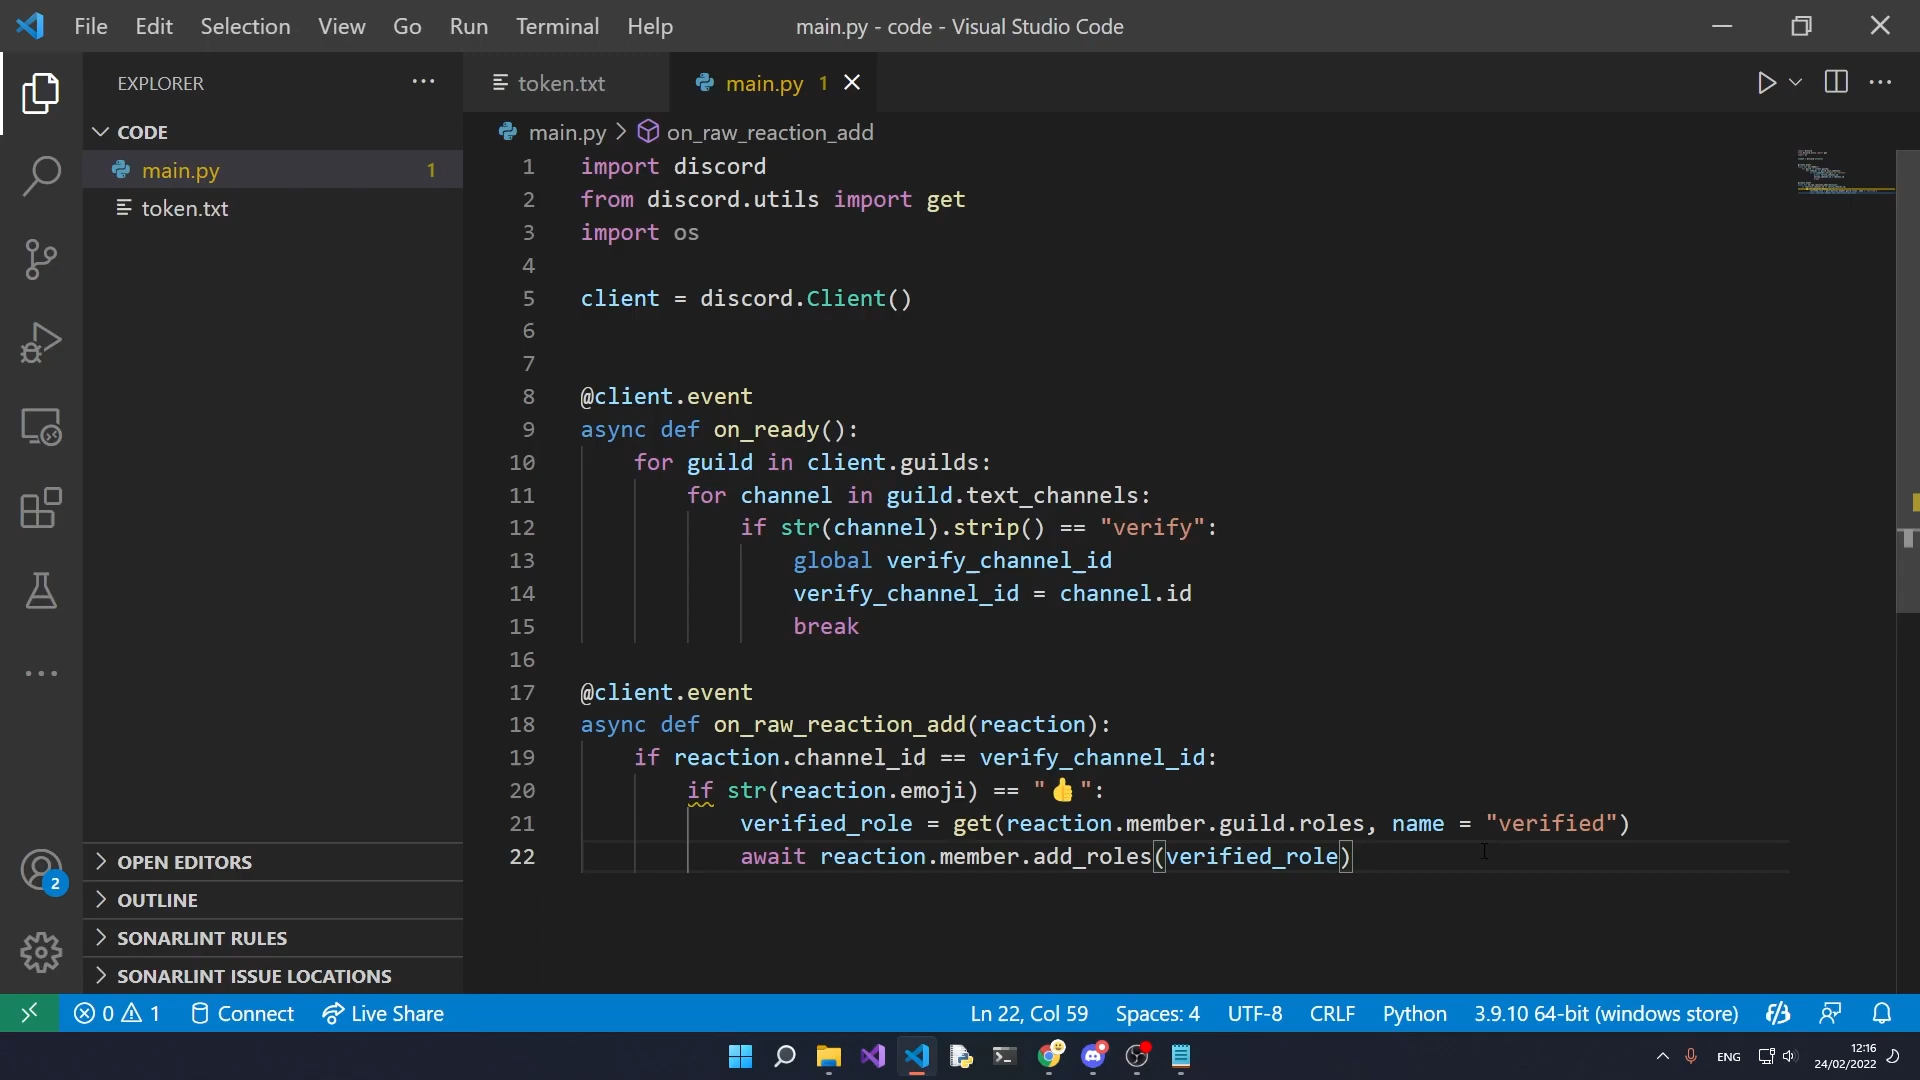 File Edit Selection View Go Run Terminal Help
main.py - code - Visual Studio Code
EXPLORER
CODE
main.py 1
token.txt
OPEN EDITORS
OUTLINE
SONARLINT RULES
SONARLINT ISSUE LOCATIONS
2
token.txt
main.py 1
main.py > on_raw_reaction_add
1 import discord
2 from discord.utils import get
3 import os
4
5 client = discord.Client()
6
7
8 @client.event
9 async def on_ready():
10 for guild in client.guilds:
11 for channel in guild.text_channels:
12 if str(channel).strip() == "verify":
13 global verify_channel_id
14 verify_channel_id = channel.id
15 break
16
17 @client.event
18 async def on_raw_reaction_add(reaction):
19 if reaction.channel_id == verify_channel_id:
20 if str(reaction.emoji) == "👍":
21 verified_role = get(reaction.member.guild.roles, name = "verified")
22 await reaction.member.add_roles(verified_role)
0 1 Connect Live Share
Ln 22, Col 59 Spaces: 4 UTF-8 CRLF Python 3.9.10 64-bit (windows store)
ENG
12:16
24/02/2022